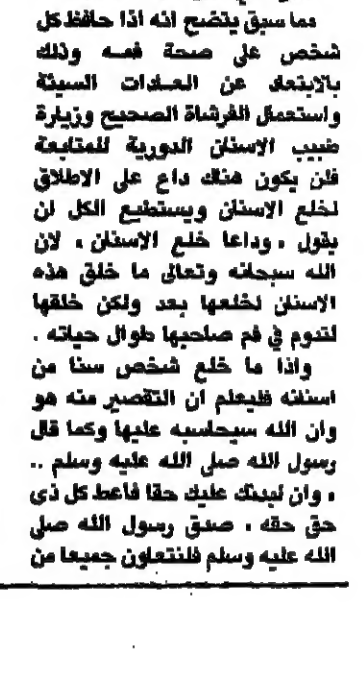 مما سبق يتضح انه اذا حافظ كل
شخص على صحة فمه وذلك
بالابتعاد عن العادات السيئة
واستعمال الفرشاة الصحيح وزيارة
طبيب الاسنان الدورية للمتابعة
فلن يكون هناك داع على الاطلاق
لخلع الاسنان ويستطيع الكل ان
يقول ، وداعا خلع الاسنان ، لان
الله سبحانه وتعالى ما خلق هذه
الاسنان لخلعها بعد ولكن خلقها
لتدوم في فم صاحبها طوال حياته .
واذا ما خلع شخص سنا من
اسنانه فليعلم ان التقصير منه هو
وان الله سيحاسبه عليها وكما قال
رسول الله صلى الله عليه وسلم ..
، وان لبدنك عليك حقا فأعط كل ذى
حق حقه ، صدق رسول الله صلى
الله عليه وسلم فلنتعاون جميعا من